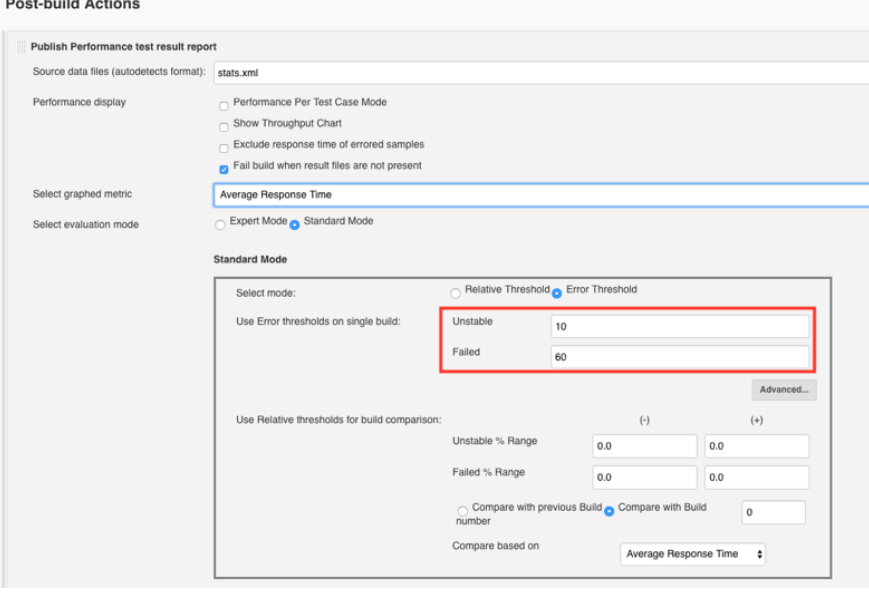 Post-build Actions
Publish Performance test result report
Source data files (autodetects format): stats.xml
Performance display
Performance Per Test Case Mode
Show Throughput Chart
Exclude response time of errored samples
Fail build when result files are not present
Select graphed metric Average Response Time
Select evaluation mode Expert Mode Standard Mode
Standard Mode
Select mode: Relative Threshold Error Threshold
Use Error thresholds on single build: Unstable 10
Failed 60
Advanced...
Use Relative thresholds for build comparison: (-) (+)
Unstable % Range 0.0 0.0
Failed % Range 0.0 0.0
Compare with previous Build Compare with Build
number 0
Compare based on Average Response Time